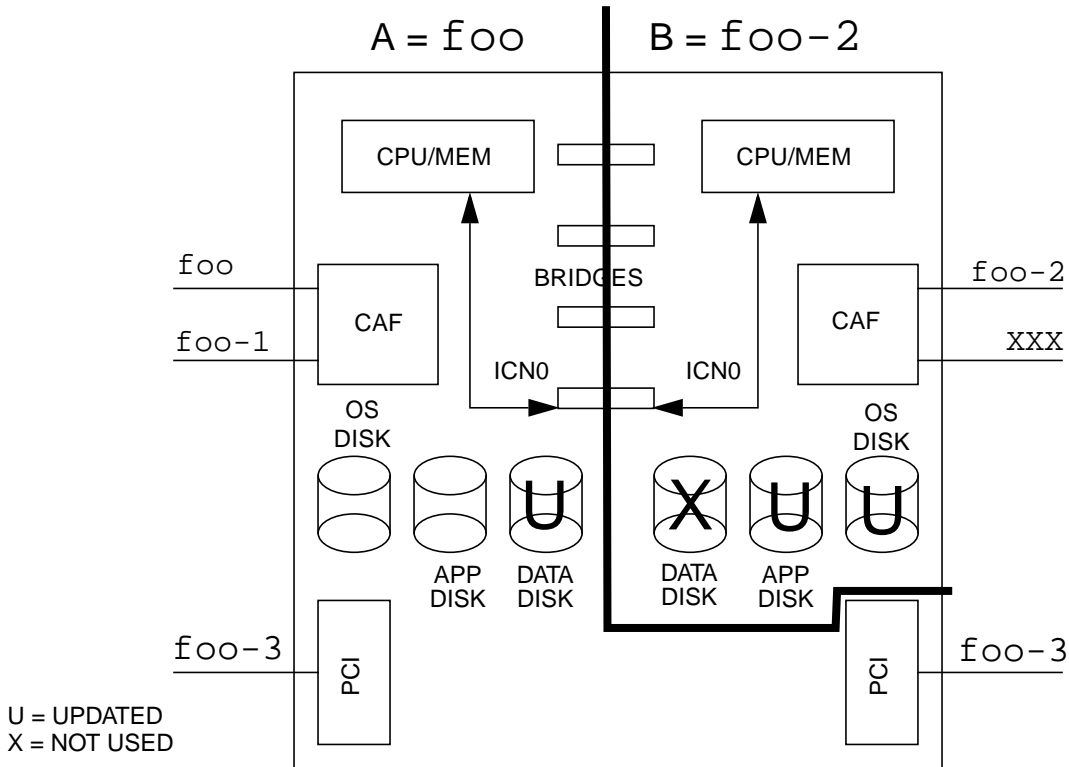 A = foo
B = foo-2
CPU/MEM
CPU/MEM
foo
foo-2
BRIDGES
CAF
CAF
foo-1
XXX
ICN0
ICN0
OS
DISK
OS
DISK
U
X
U
U
APP
DISK
DATA
DISK
DATA
DISK
APP
DISK
foo-3
PCI
PCI
foo-3
U = UPDATED
X = NOT USED